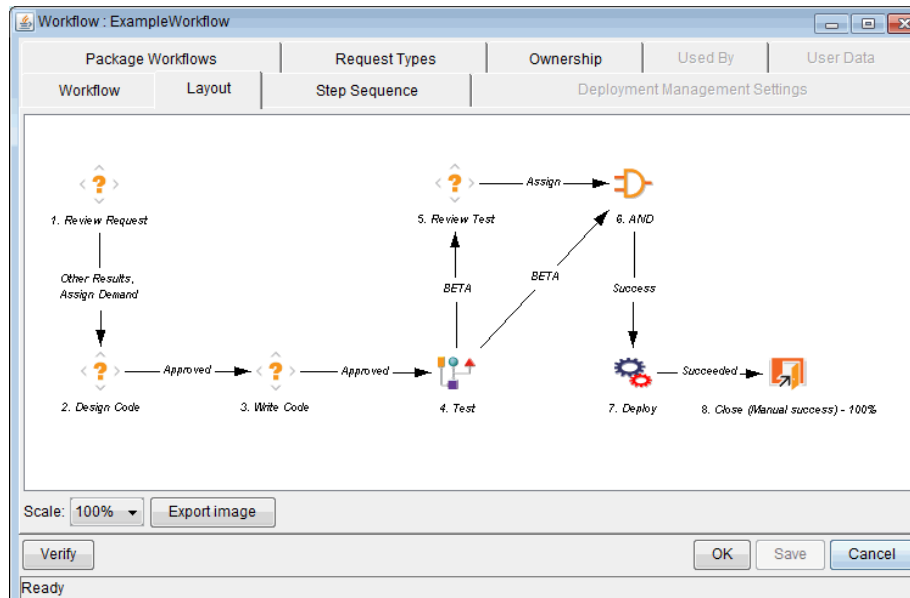 Workflow : ExampleWorkflow
Package Workflows
Request Types
Ownership
Used By
User Data
Workflow
Layout
Step Sequence
Deployment Management Settings
1. Review Request
Other Results,
Assign Demand
2. Design Code
Approved
3. Write Code
Approved
4. Test
BETA
5. Review Test
Assign
BETA
6. AND
Success
7. Deploy
Succeeded
8. Close (Manual success) - 100%
Scale:
100%
Export image
Verify
OK
Save
Cancel
Ready